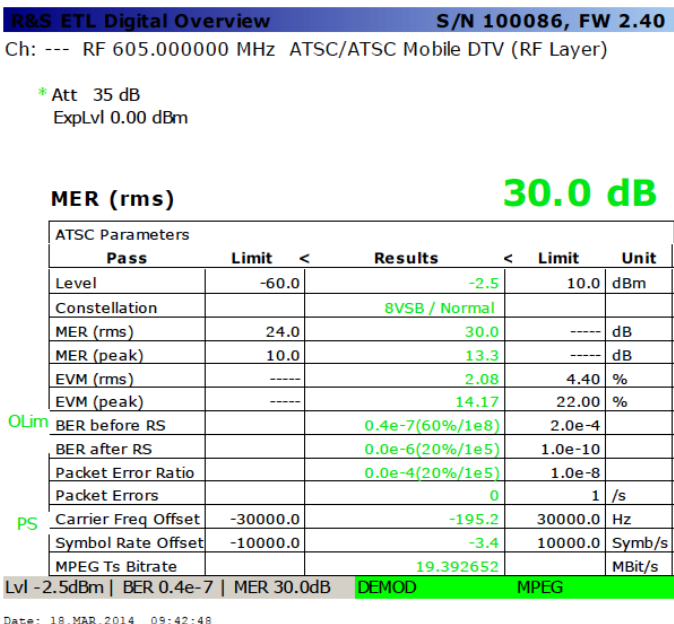 R&S ETL Digital Overview S/N 100086, FW 2.40
Ch: --- RF 605.000000 MHz ATSC/ATSC Mobile DTV (RF Layer)
* Att 35 dB
ExpLvl 0.00 dBm
MER (rms) 30.0 dB
ATSC Parameters
Pass Limit < Results < Limit Unit
Level -60.0 -2.5 10.0 dBm
Constellation 8VSB / Normal
MER (rms) 24.0 30.0 ----- dB
MER (peak) 10.0 13.3 ----- dB
EVM (rms) ----- 2.08 4.40 %
EVM (peak) ----- 14.17 22.00 %
OLim BER before RS 0.4e-7(60%/1e8) 2.0e-4
BER after RS 0.0e-6(20%/1e5) 1.0e-10
Packet Error Ratio 0.0e-4(20%/1e5) 1.0e-8
Packet Errors 0 1 /s
PS Carrier Freq Offset -30000.0 -195.2 30000.0 Hz
Symbol Rate Offset -10000.0 -3.4 10000.0 Symb/s
MPEG Ts Bitrate 19.392652 MBit/s
Lvl -2.5dBm | BER 0.4e-7 | MER 30.0dB DEMOD MPEG
Date: 18.MAR.2014 09:42:48